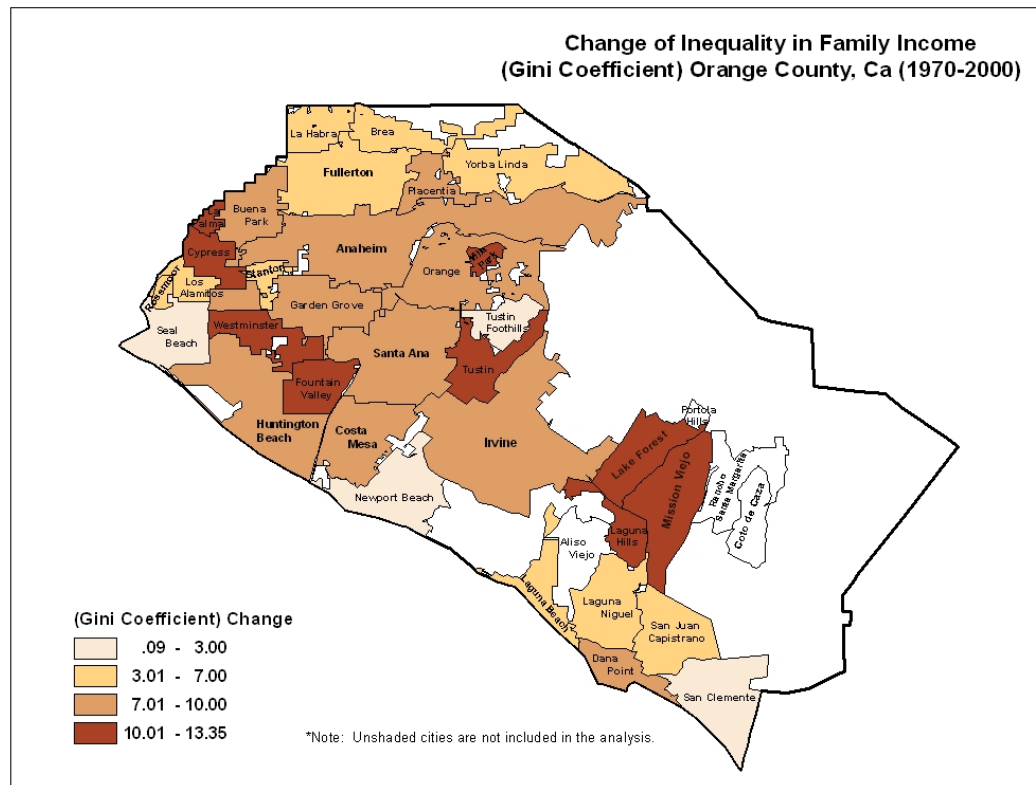 Change of Inequality in Family Income
(Gini Coefficient) Orange County, Ca (1970-2000)
La Habra
Brea
Fullerton
Yorba Linda
Placentia
Buena
Park
Palma
Anaheim
Cypress
Orange
Villa
Park
Stanton
Rossmoor
Los
Alamitos
Garden Grove
Tustin
Foothills
Westminster
Seal
Beach
Santa Ana
Tustin
Fountain
Valley
Huntington
Beach
Costa
Mesa
Irvine
Portola
Hills
Lake Forest
Mission Viejo
Rancho
Santa Margarita
Coto de Caza
Newport Beach
Laguna
Hills
Aliso
Viejo
Laguna Beach
Laguna
Niguel
San Juan
Capistrano
Dana
Point
San Clemente
(Gini Coefficient) Change
.09 - 3.00
3.01 - 7.00
7.01 - 10.00
10.01 - 13.35
*Note: Unshaded cities are not included in the analysis.